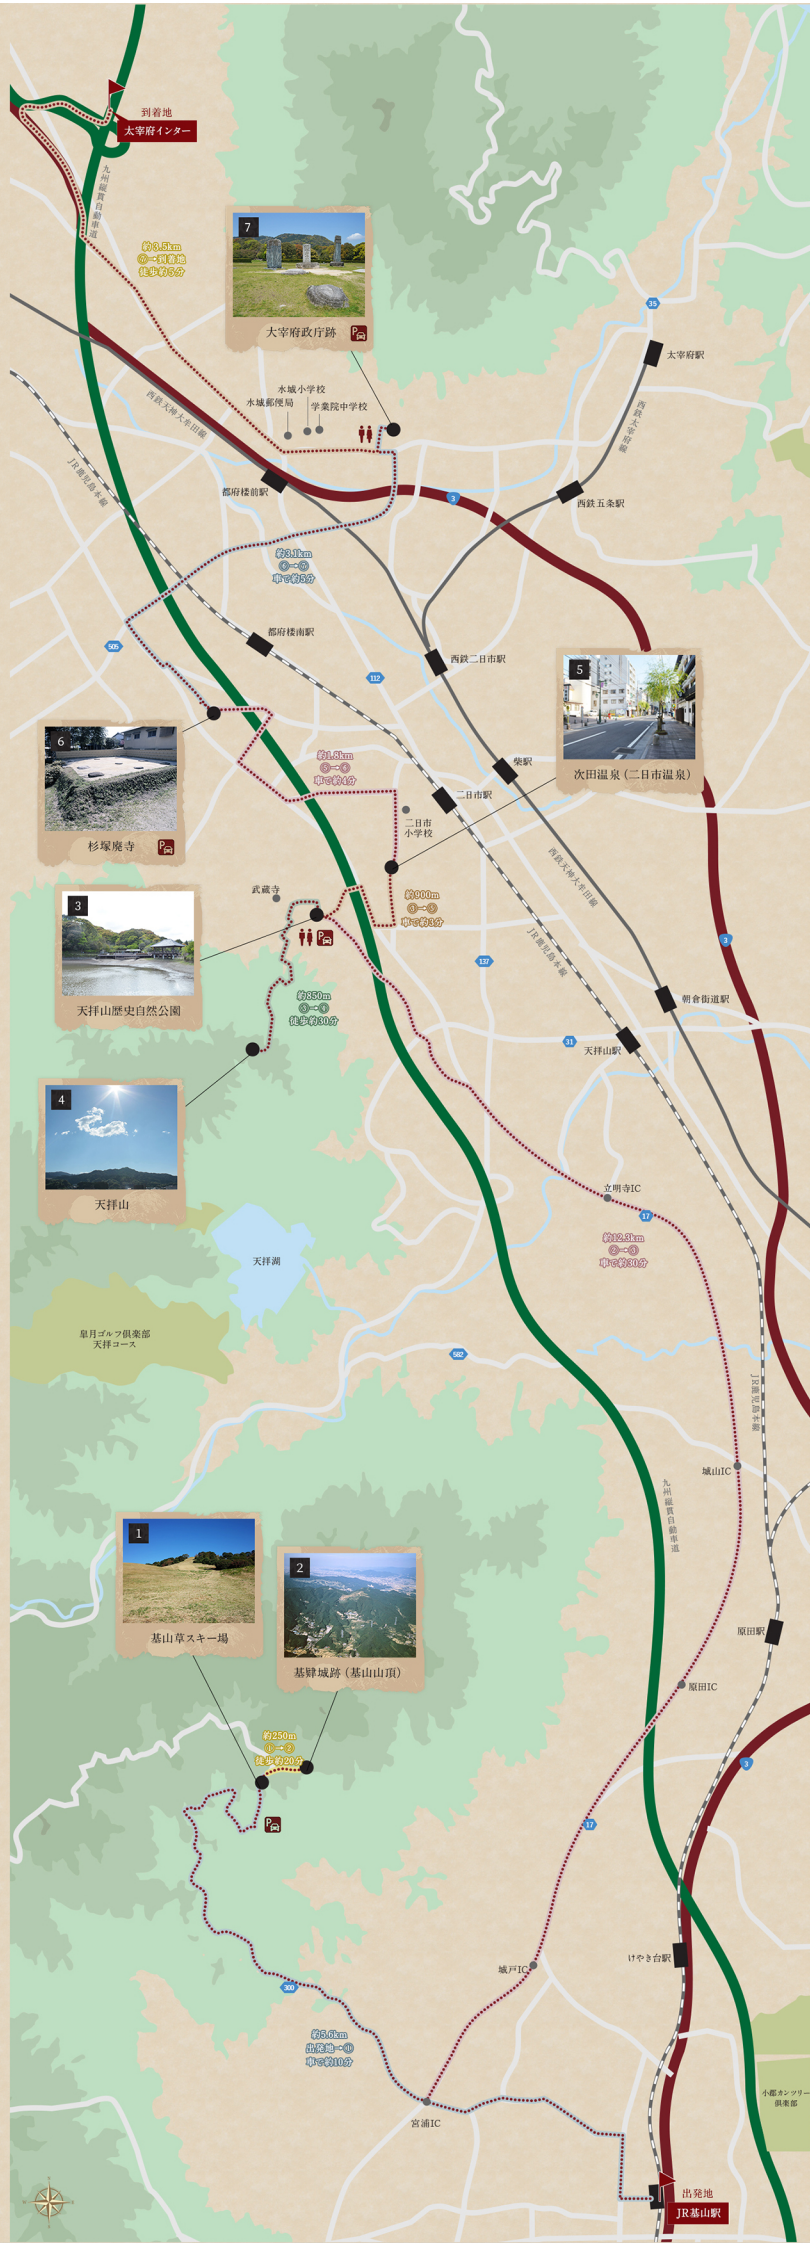 到着地
太宰府インター
九州縦貫自動車道
約3.5km
⑦→到着地
徒歩約5分
7
大宰府政庁跡
P
35
太宰府駅
西鉄太宰府線
水城小学校
水城郵便局
学業院中学校
西鉄天神大牟田線
JR鹿児島本線
都府楼前駅
3
西鉄五条駅
約3.1km
⑥→⑦
車で約5分
505
都府楼南駅
112
西鉄二日市駅
5
次田温泉（二日市温泉）
6
杉塚廃寺
P
約1.8km
⑤→⑥
車で約4分
紫駅
二日市駅
二日市
小学校
西鉄天神大牟田線
武蔵寺
3
天拝山歴史自然公園
P
約900m
④→⑤
車で約3分
137
JR鹿児島本線
3
朝倉街道駅
約850m
③→④
徒歩約30分
31
天拝山駅
4
天拝山
立明寺IC
17
約12.3km
②→③
車で約30分
天拝湖
皐月ゴルフ倶楽部
天拝コース
582
JR鹿児島本線
城山IC
九州縦貫自動車道
1
基山草スキー場
2
基肄城跡（基山山頂）
原田駅
原田IC
約250m
①→②
徒歩約20分
P
3
17
けやき台駅
城戸IC
300
約5.6km
出発地→①
車で約10分
小郡カンツリー
倶楽部
宮浦IC
出発地
JR基山駅